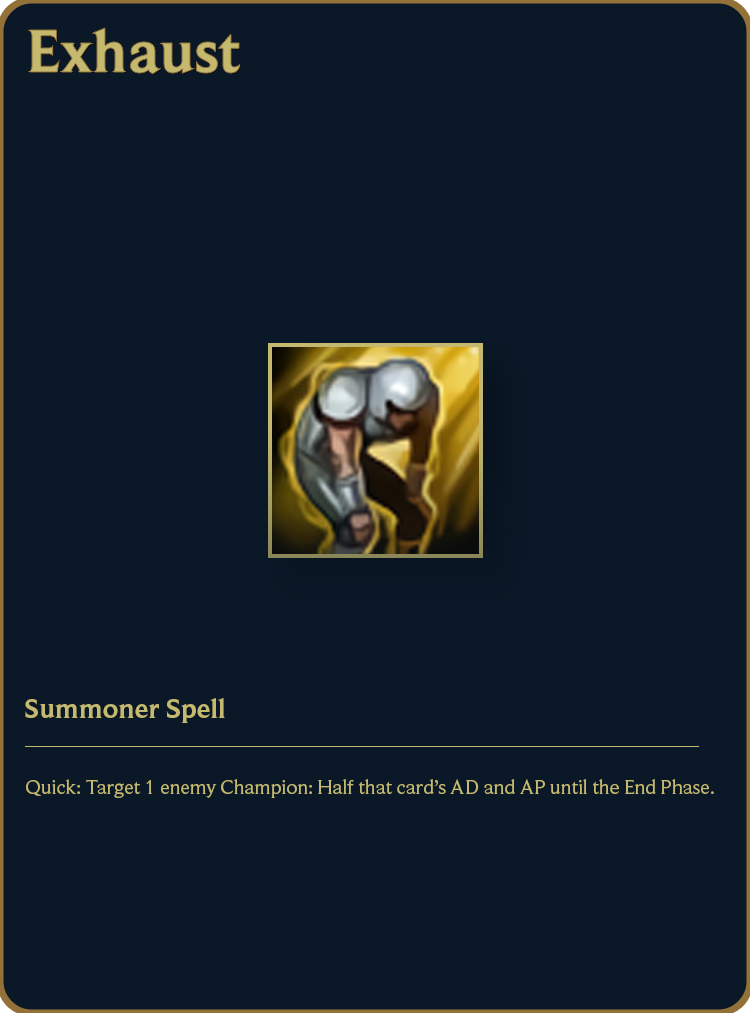 Exhaust
Summoner Spell
Quick: Target 1 enemy Champion: Half that card's AD and AP until the End Phase.